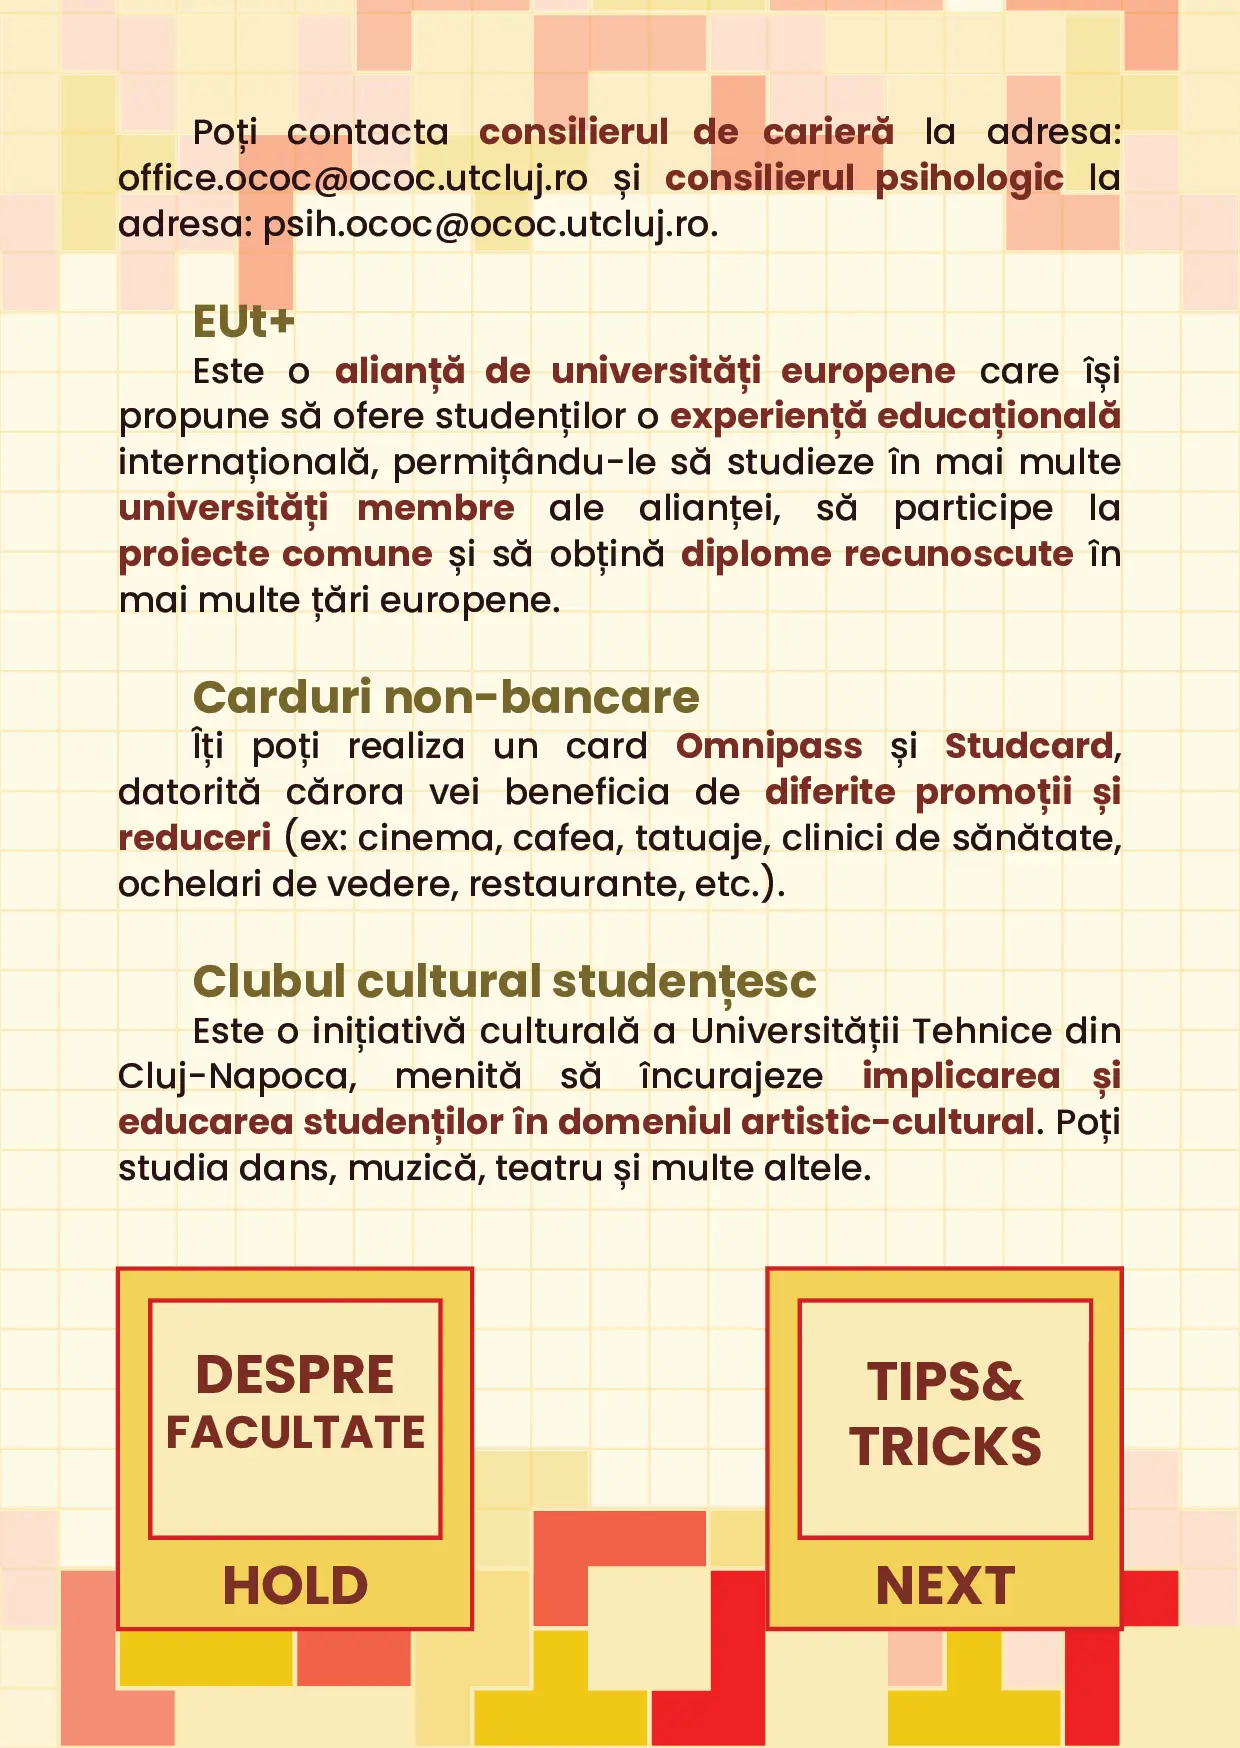 Poți contacta consilierul de carieră la adresa:
office.ococ@ococ.utcluj.ro și consilierul psihologic la
adresa: psih.ococ@ococ.utcluj.ro.
EUt+
Este o alianță de universități europene care își
propune să ofere studenților o experiență educațională
internațională, permițându-le să studieze în mai multe
universități membre ale alianței, să participe la
proiecte comune și să obțină diplome recunoscute în
mai multe țări europene.
Carduri non-bancare
Îți poți realiza un card Omnipass și Studcard,
datorită cărora vei beneficia de diferite promoții și
reduceri (ex: cinema, cafea, tatuaje, clinici de sănătate,
ochelari de vedere, restaurante, etc.).
Clubul cultural studențesc
Este o inițiativă culturală a Universității Tehnice din
Cluj-Napoca, menită să încurajeze implicarea și
educarea studenților în domeniul artistic-cultural. Poți
studia dans, muzică, teatru și multe altele.
DESPRE
FACULTATE
HOLD
TIPS&
TRICKS
NEXT